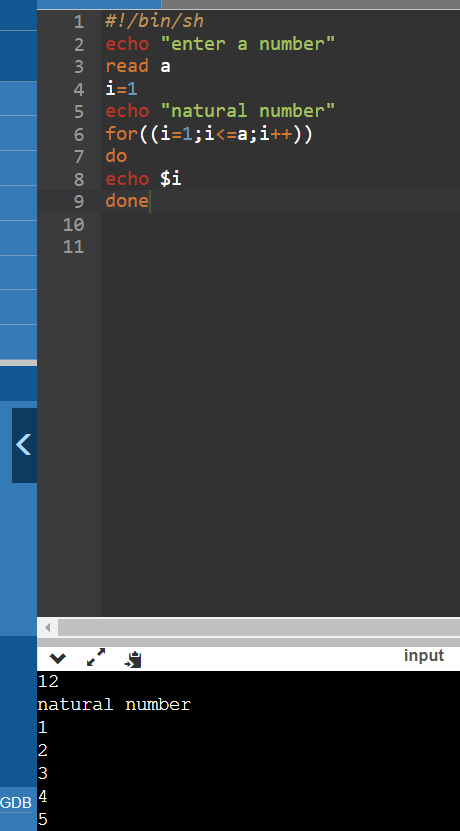 1 #!/bin/sh
2 echo "enter a number"
3 read a
4 i=1
5 echo "natural number"
6 for((i=1;i<=a;i++))
7 do
8 echo $i
9 done
10
11
input
12
natural number
1
2
3
GDB
4
5